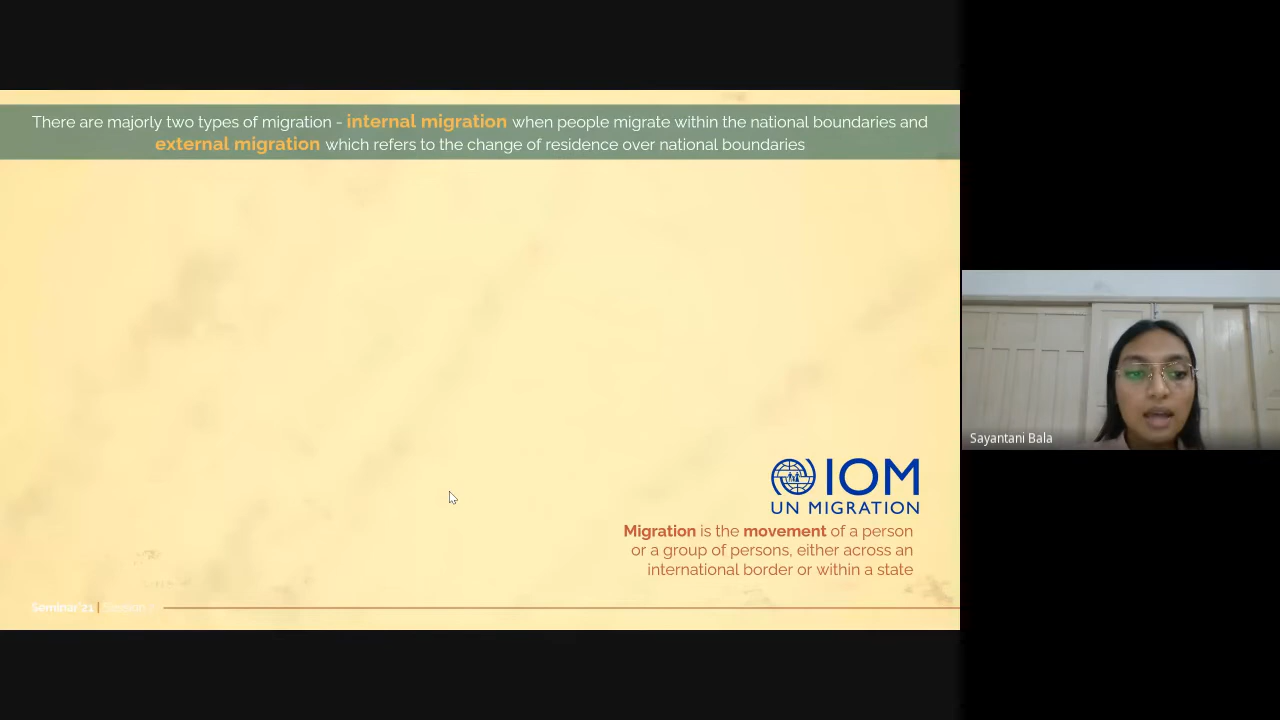 There are majorly two types of migration - internal migration when people migrate within the national boundaries and
external migration which refers to the change of residence over national boundaries
Sayantani Bala
IOM
UN MIGRATION
Migration is the movement of a person
or a group of persons, either across an
international border or within a state
Seminar'21 |